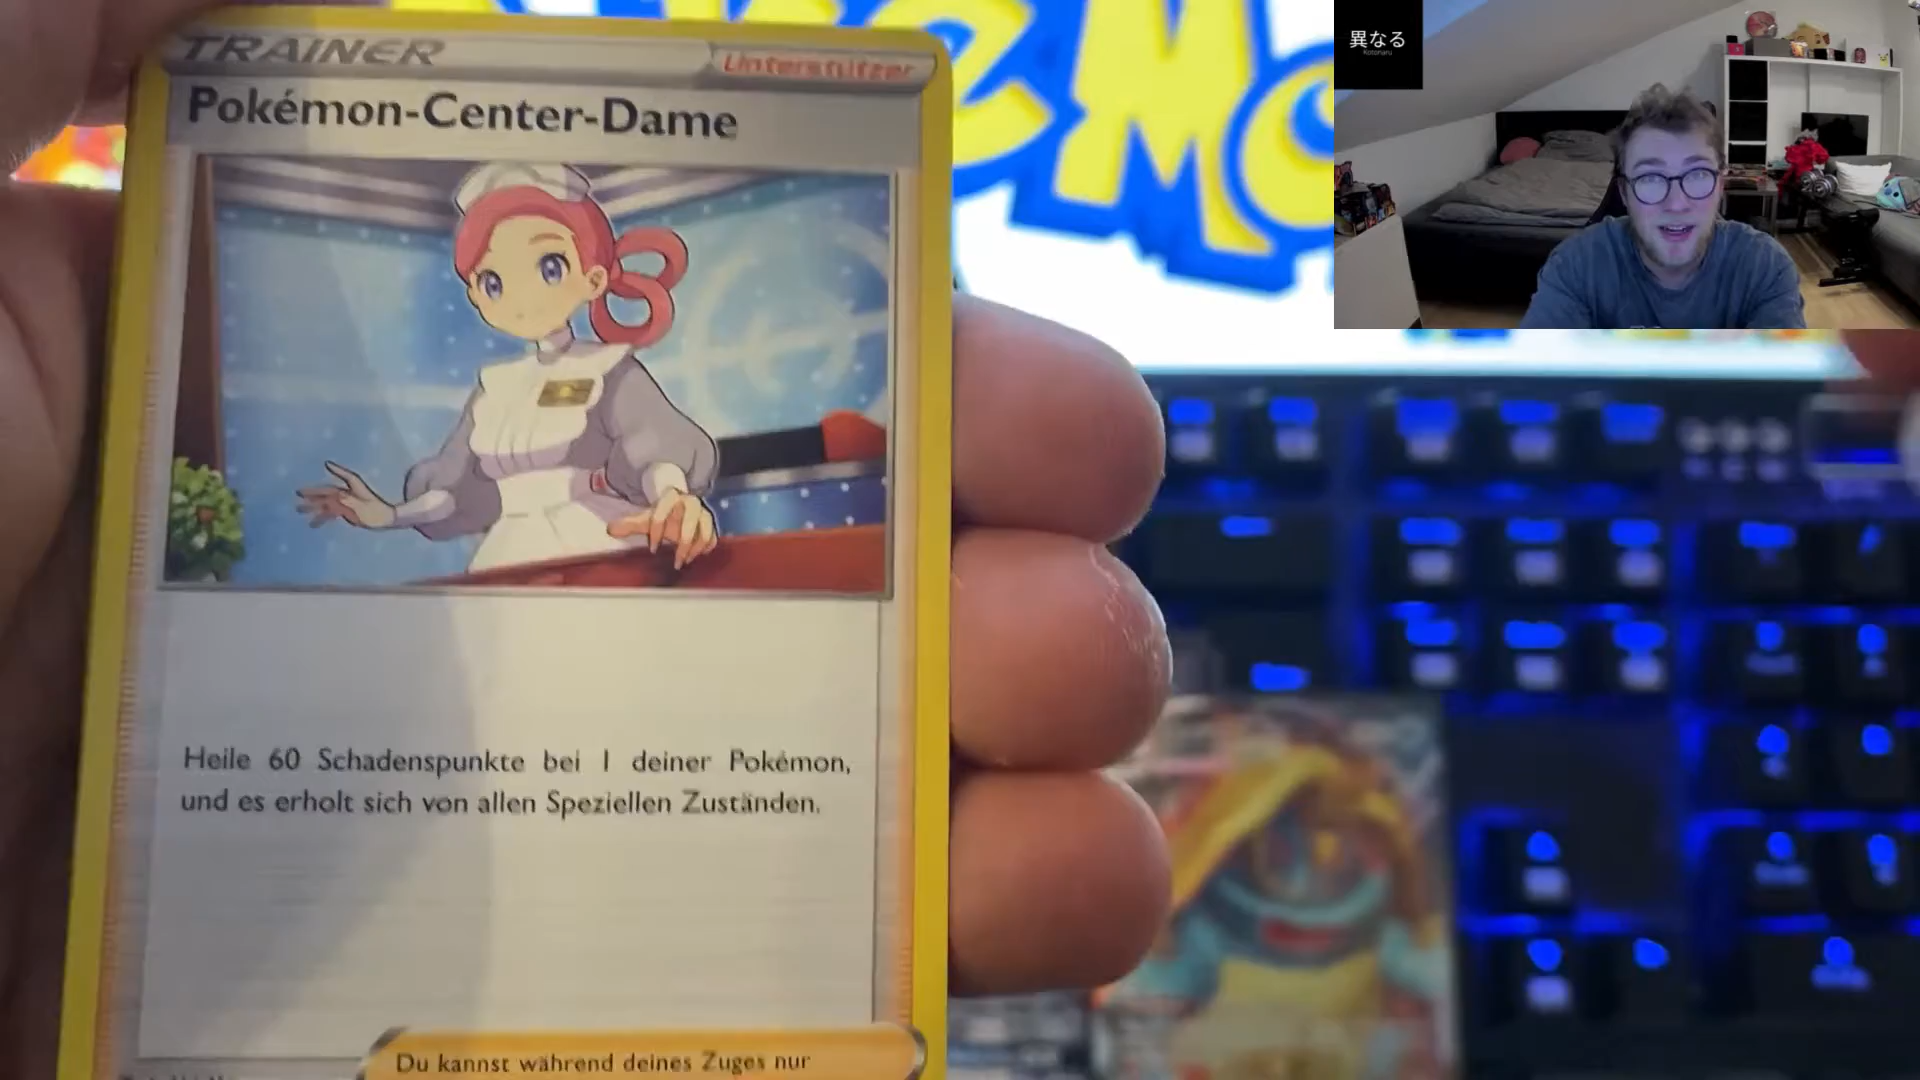 TRAINER
Unterstützer
Pokémon-Center-Dame
Heile 60 Schadenspunkte bei 1 deiner Pokémon,
und es erholt sich von allen Speziellen Zuständen.
Du kannst während deines Zuges nur
異なる
Kotonaru